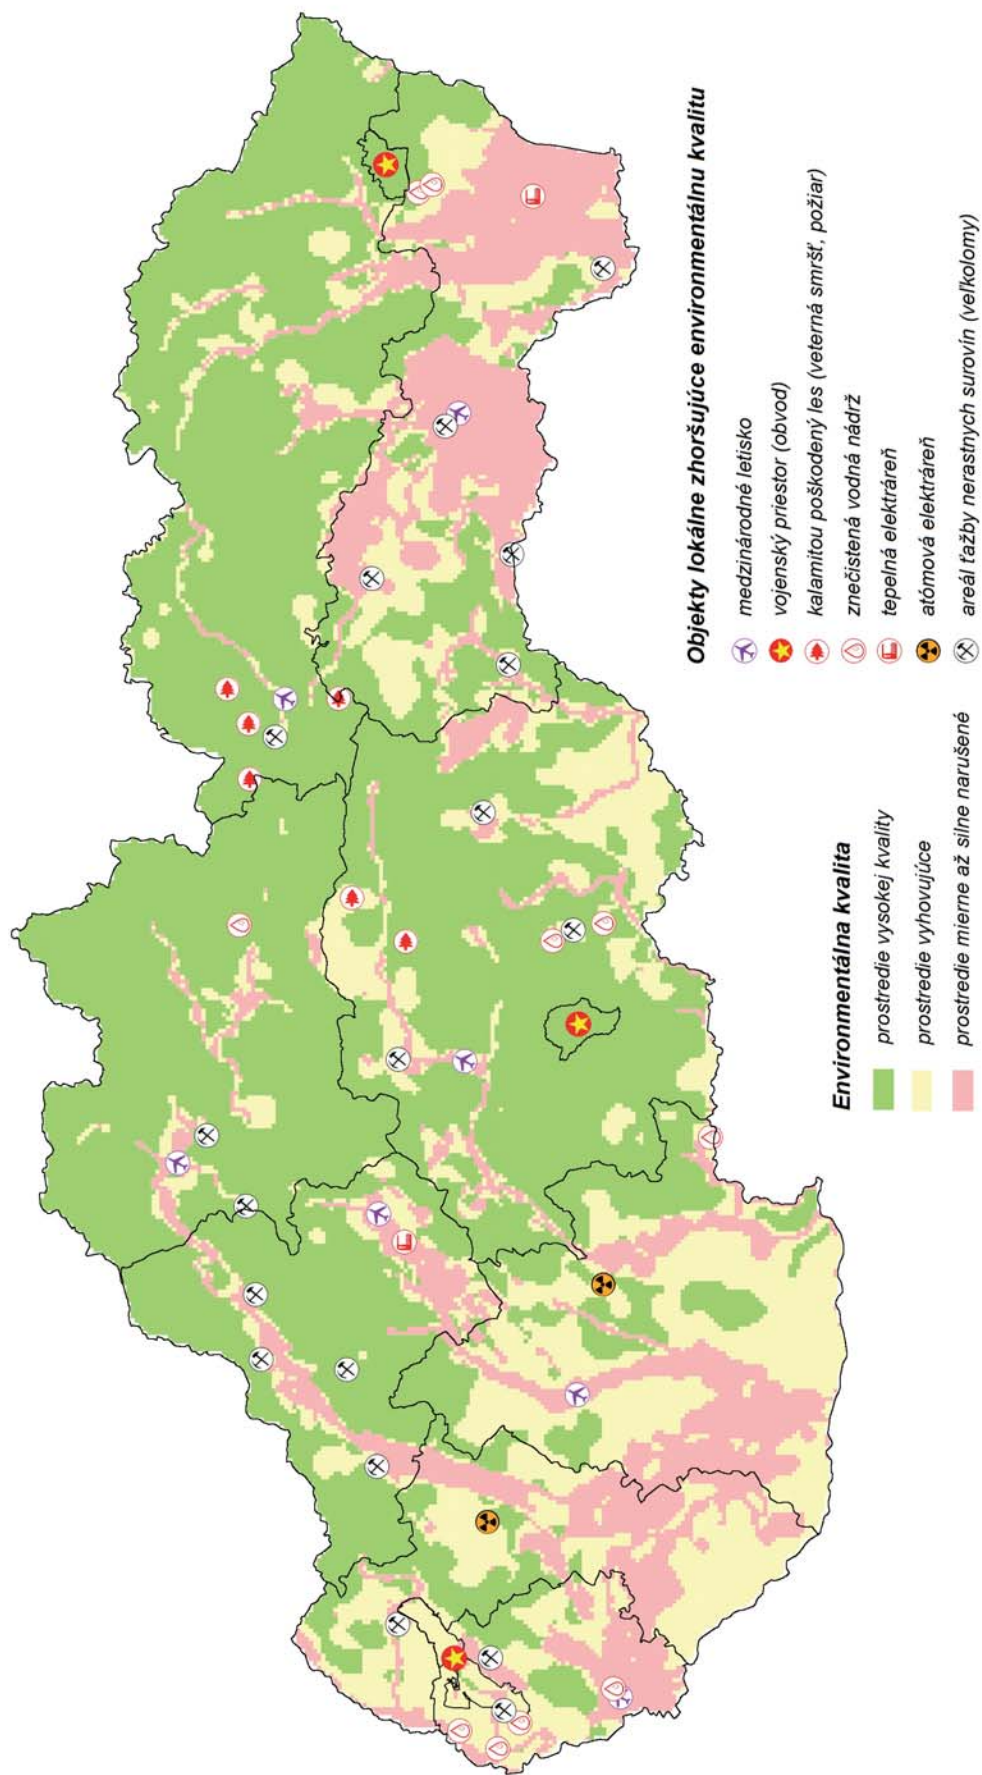 Objekty lokálne zhoršujúce environmentálnu kvalitu
medzinárodné letisko
vojenský priestor (obvod)
kalamitou poškodený les (veterná smršť, požiar)
znečistená vodná nádrž
tepelná elektráreň
atómová elektráreň
areál ťažby nerastných surovín (veľkolomy)
Environmentálna kvalita
prostredie vysokej kvality
prostredie vyhovujúce
prostredie mierne až silne narušené